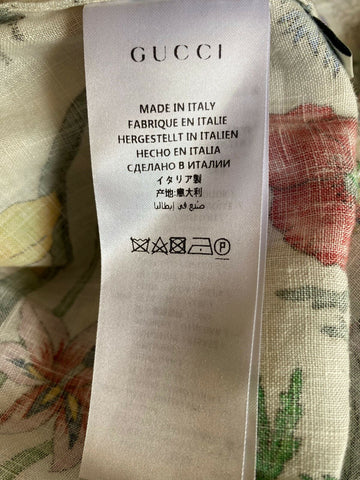 GUCCI
MADE IN ITALY
FABRIQUE EN ITALIE
HERGESTELLT IN ITALIEN
HECHO EN ITALIA
СДЕЛАНО В ИТАЛИИ
イタリア製
产地:意大利
صنع في إيطاليا
P